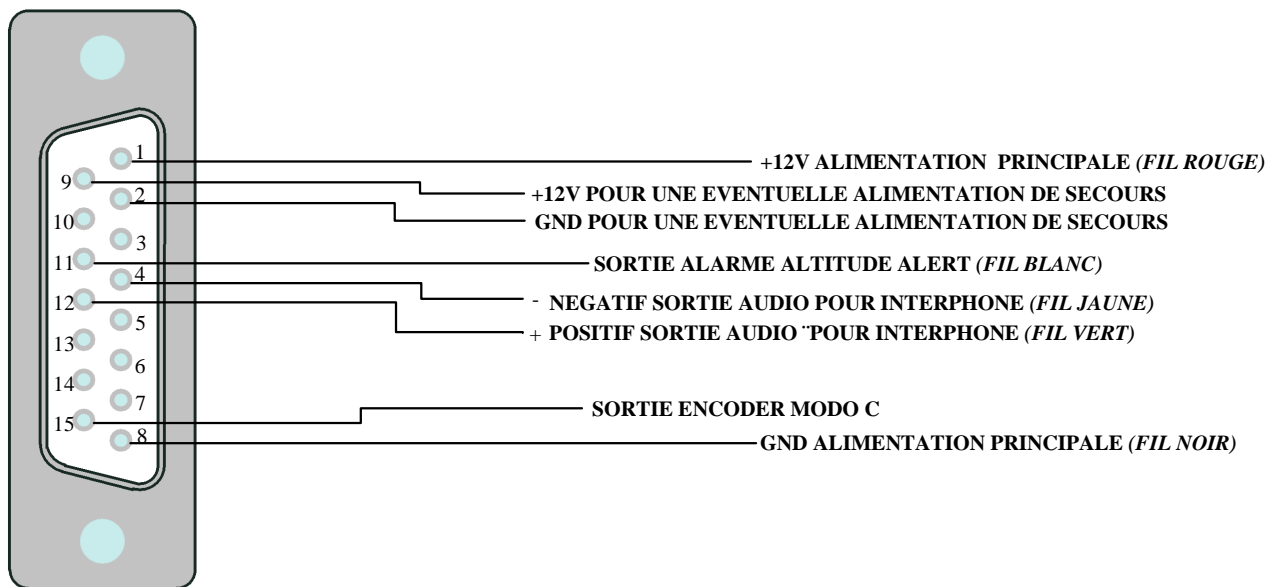 1
+12V ALIMENTATION PRINCIPALE (FIL ROUGE)
9
+12V POUR UNE EVENTUELLE ALIMENTATION DE SECOURS
2
GND POUR UNE EVENTUELLE ALIMENTATION DE SECOURS
10
3
11
SORTIE ALARME ALTITUDE ALERT (FIL BLANC)
4
- NEGATIF SORTIE AUDIO POUR INTERPHONE (FIL JAUNE)
12
+ POSITIF SORTIE AUDIO ¨POUR INTERPHONE (FIL VERT)
5
13
6
14
7
15
SORTIE ENCODER MODO C
8
GND ALIMENTATION PRINCIPALE (FIL NOIR)